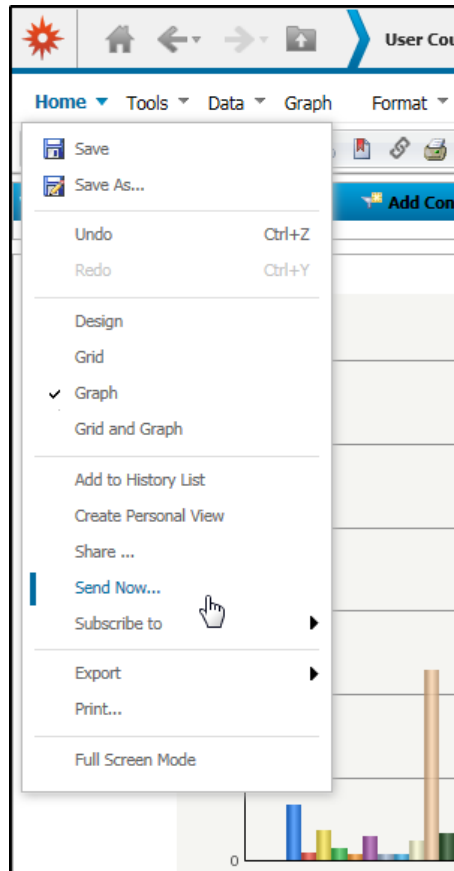 User Cou
Home Tools Data Graph Format
Save
Add Con
Save As...
Undo Ctrl+Z
Redo Ctrl+Y
Design
Grid
Graph
Grid and Graph
Add to History List
Create Personal View
Share ...
Send Now...
Subscribe to
Export
Print...
Full Screen Mode
0